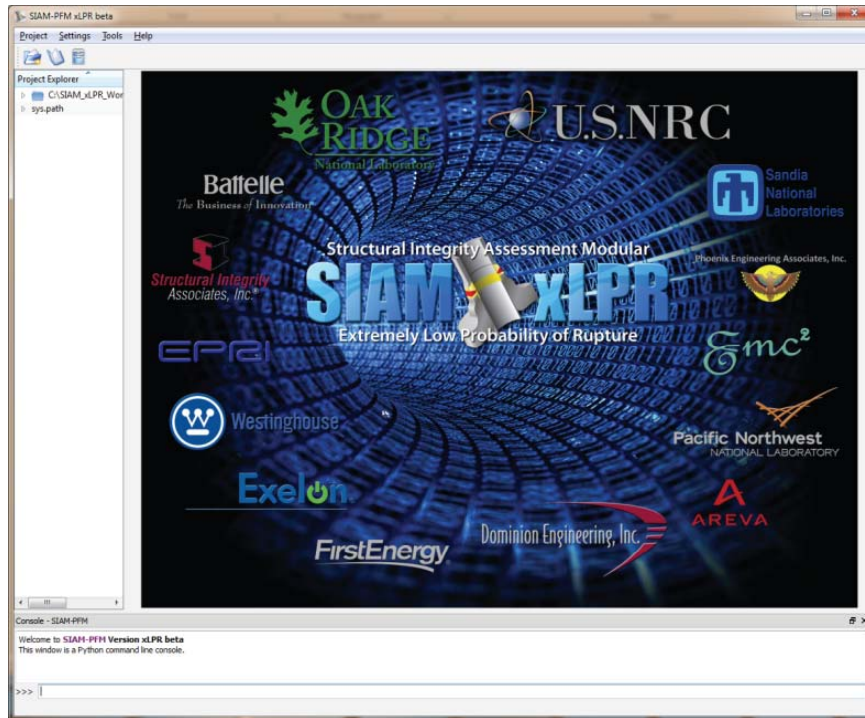 SIAM-PFM xLPR beta
Project Settings Tools Help
Project Explorer
C:\SIAM_xLPR_Wor
sys.path
OAK
RIDGE
National Laboratory
U.S.NRC
Battelle
The Business of Innovation
Sandia
National
Laboratories
Structural Integrity
Associates, Inc.®
Structural Integrity Assessment Modular
SIAM xLPR
Extremely Low Probability of Rupture
Phoenix Engineering Associates, Inc.
EPRI
Emc²
W Westinghouse
Pacific Northwest
NATIONAL LABORATORY
Exelon
A
AREVA
FirstEnergy
Dominion Engineering, Inc.
Console - SIAM-PFM
Welcome to SIAM-PFM Version xLPR beta
This window is a Python command line console.
>>>